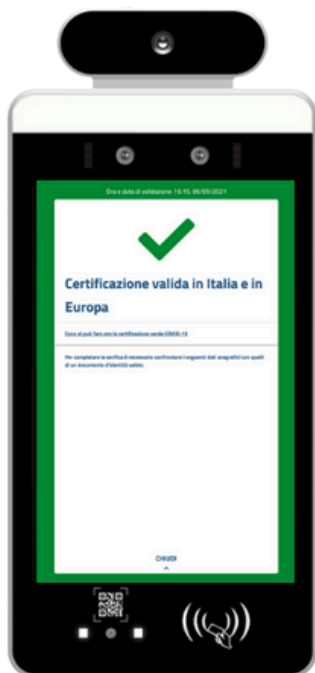 Ora e data di validazione: 16:15, 06/09/2021
Certificazione valida in Italia e in
Europa
Cosa si può fare con la certificazione verde COVID-19
Per completare la verifica è necessario confrontare i seguenti dati anagrafici con quelli
di un documento d'identità valido:
CHIUDI